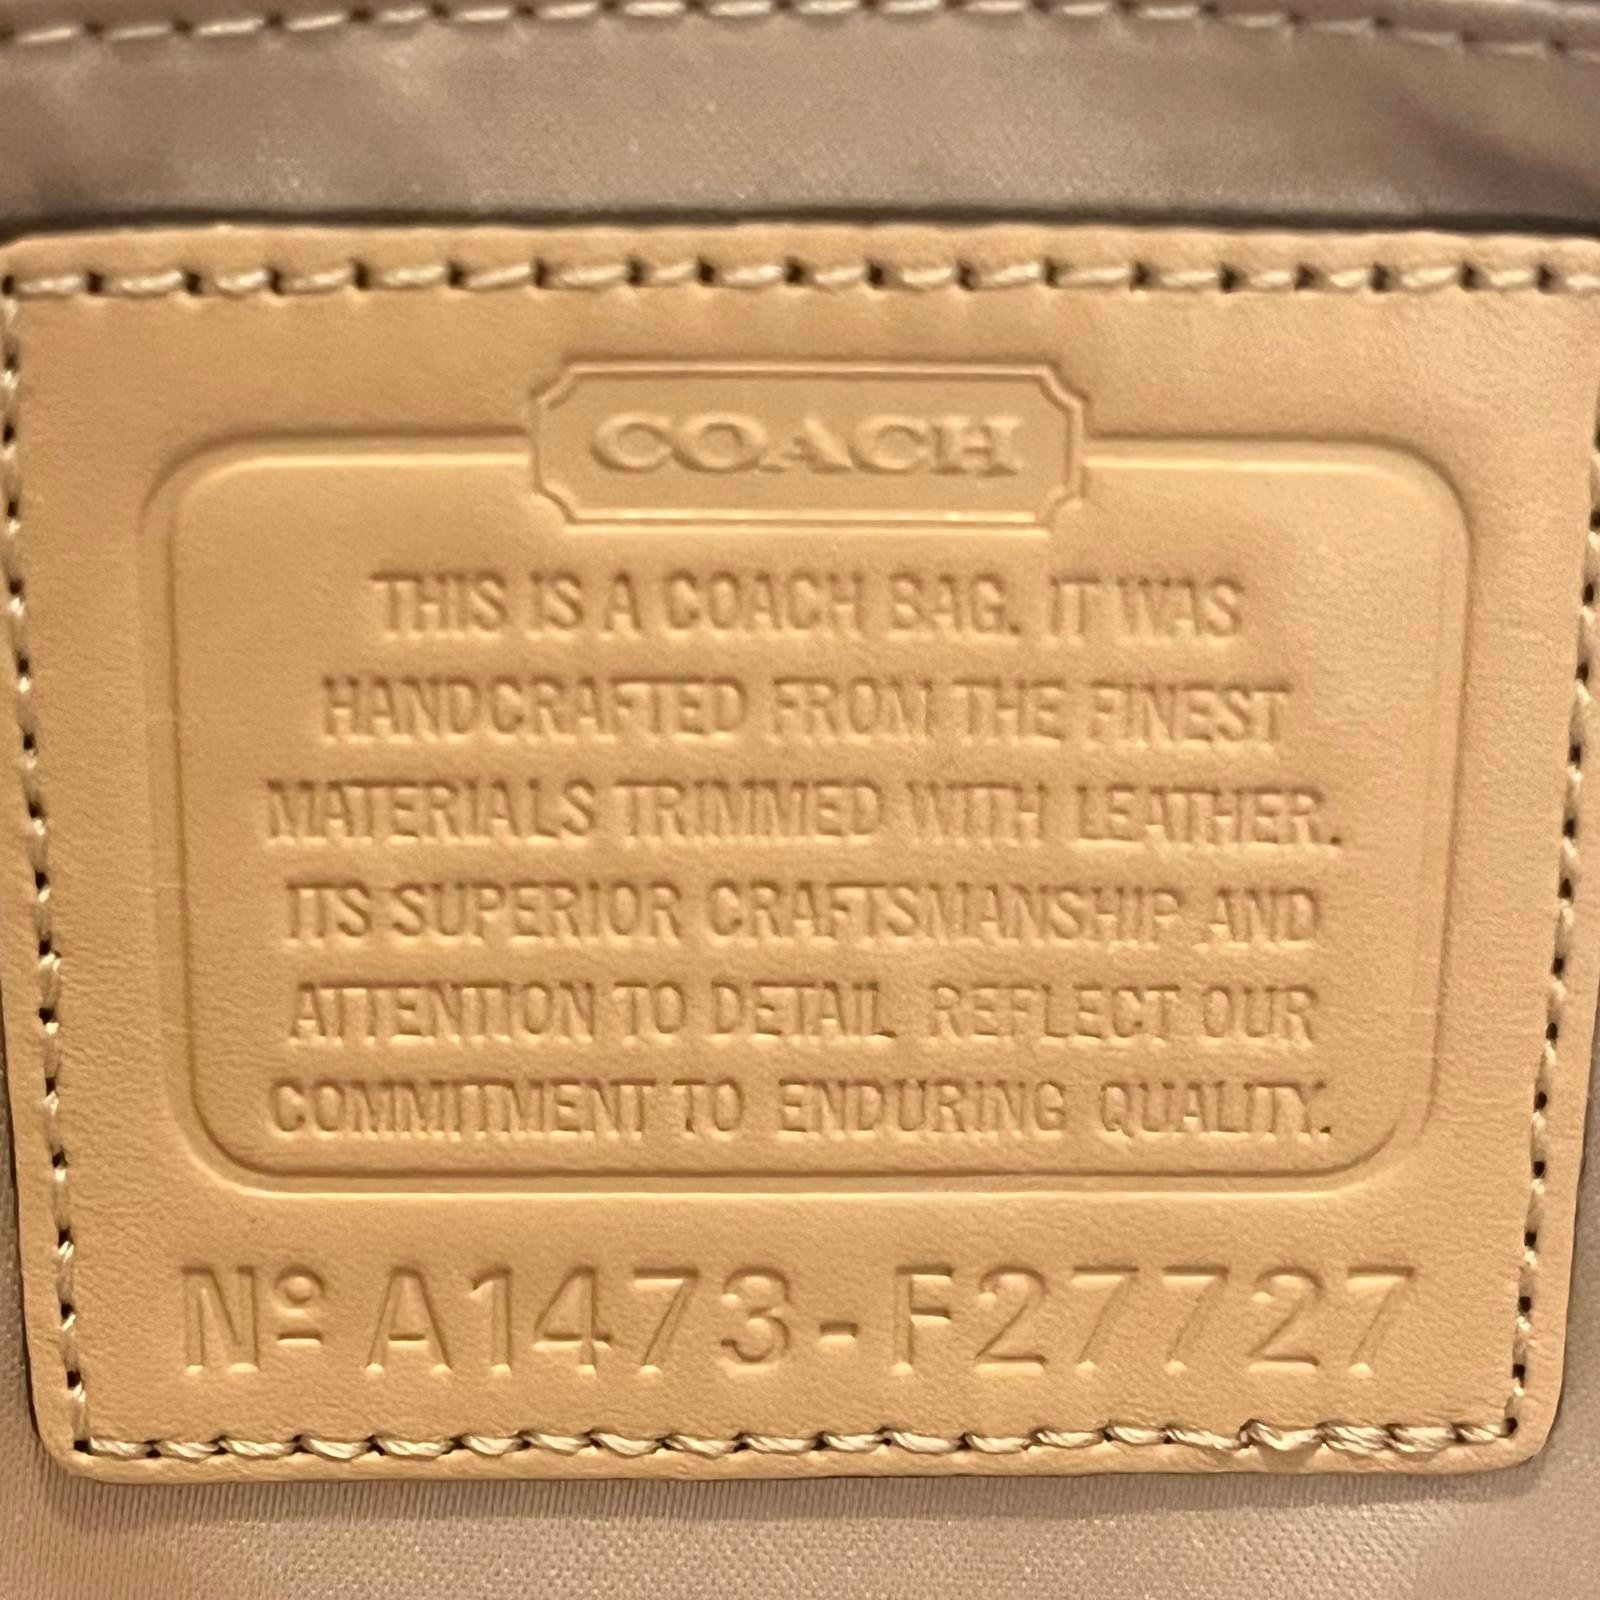 COACH
THIS IS A COACH BAG. IT WAS
HANDCRAFTED FROM THE FINEST
MATERIALS TRIMMED WITH LEATHER.
ITS SUPERIOR CRAFTSMANSHIP AND
ATTENTION TO DETAIL REFLECT OUR
COMMITMENT TO ENDURING QUALITY.
Nº A1473-F27727